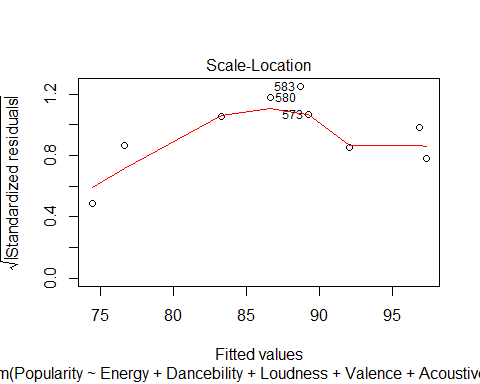 Scale-Location
√|Standardized residuals|
1.2
0.8
0.4
0.0
583
580
573
75 80 85 90 95
Fitted values
m(Popularity ~ Energy + Dancebility + Loudness + Valence + Acoustive